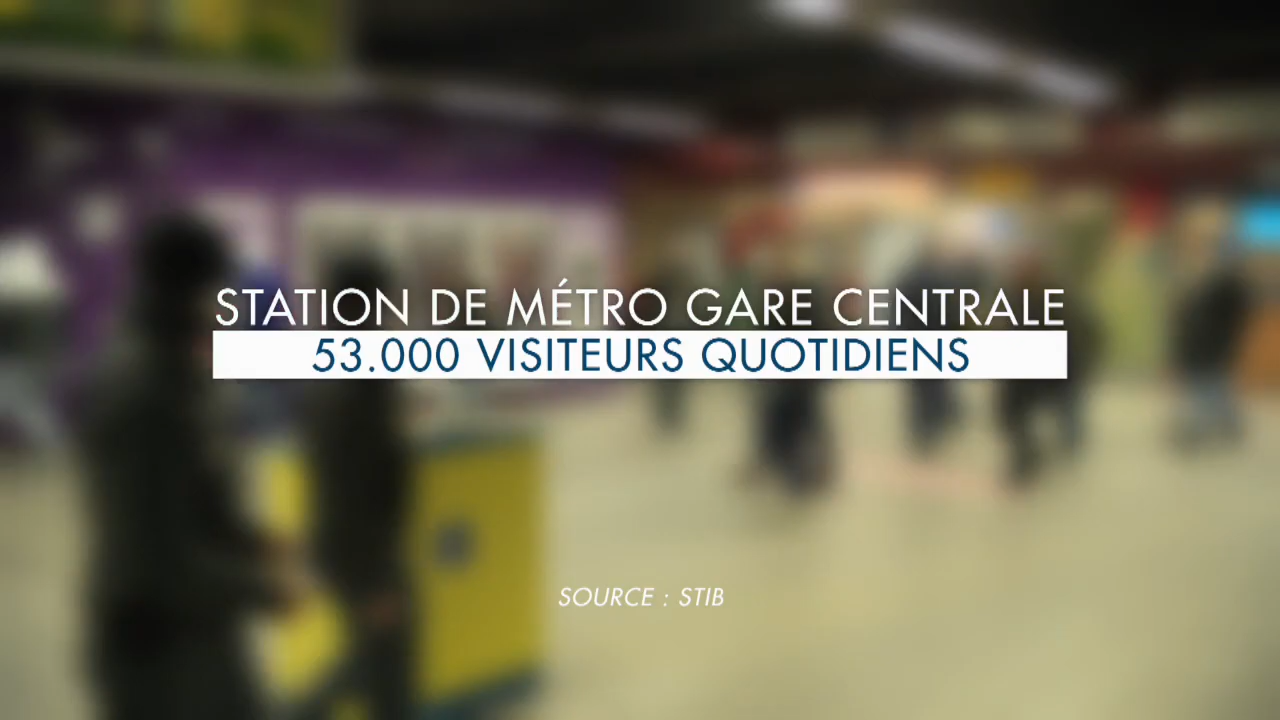 STATION DE MÉTRO GARE CENTRALE
53.000 VISITEURS QUOTIDIENS
SOURCE : STIB